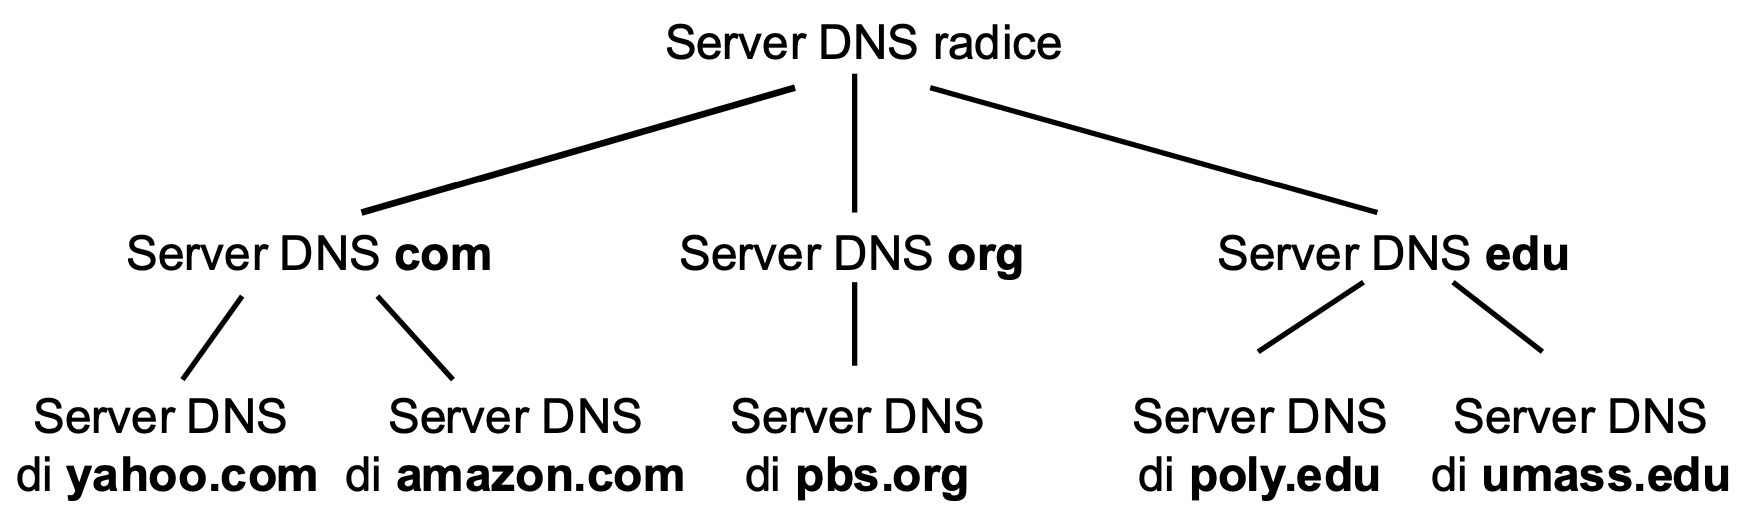 Server DNS radice
Server DNS com
Server DNS org
Server DNS edu
Server DNS
di yahoo.com
Server DNS
di amazon.com
Server DNS
di pbs.org
Server DNS
di poly.edu
Server DNS
di umass.edu